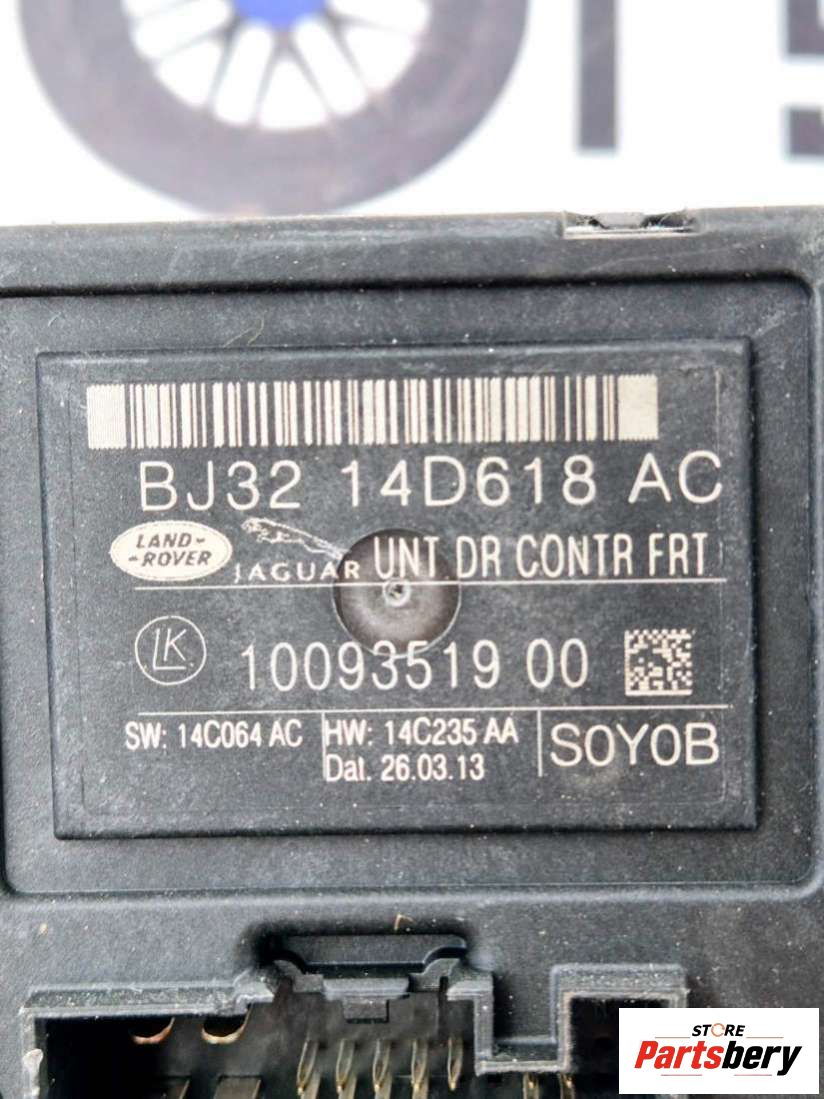 BJ32 14D618 AC
LAND-
-ROVER
JAGUAR UNT DR CONTR FRT
LK 10093519 00
SW: 14C064 AC HW: 14C235 AA S0Y0B
Dat. 26.03.13
STORE
Partsbery